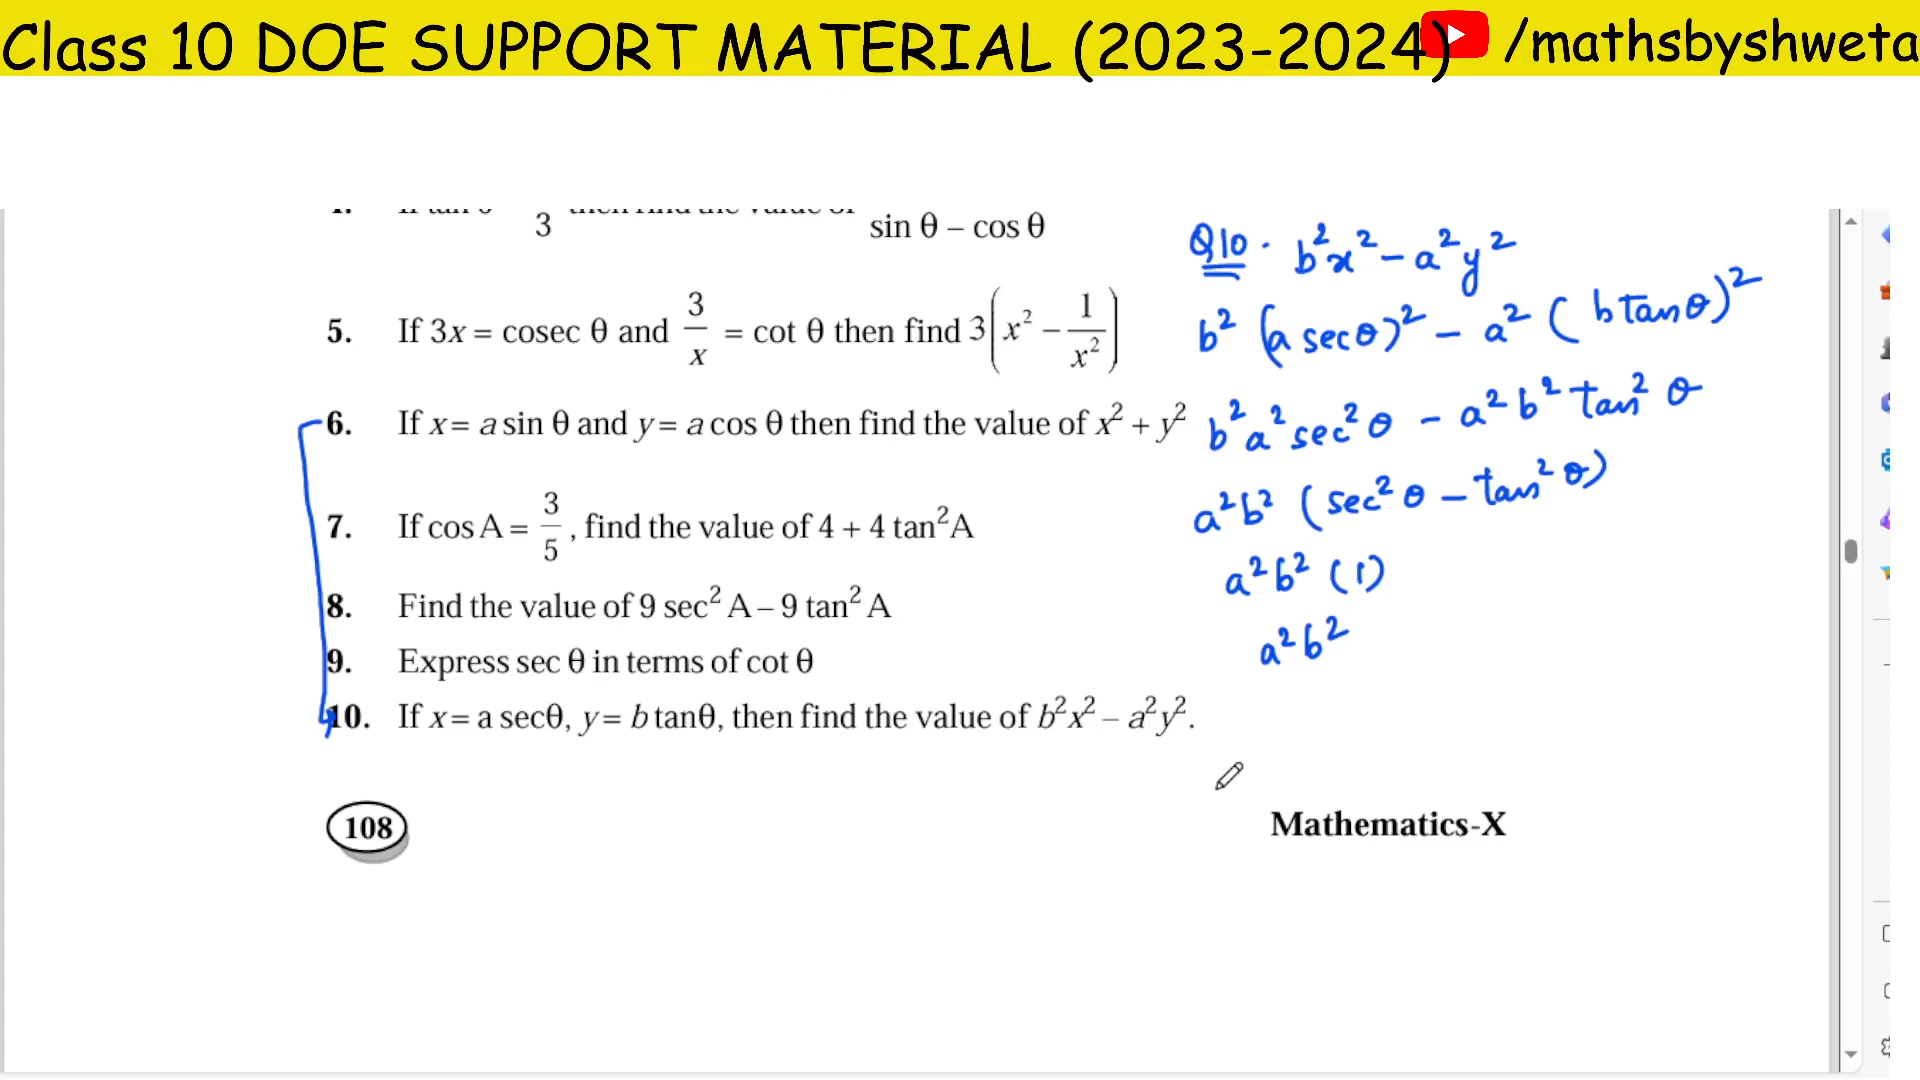 Class 10 DOE SUPPORT MATERIAL (2023-2024) /mathsbyshweta
3 sin θ – cos θ
5. If 3x = cosec θ and 3/x = cot θ then find 3(x² – 1/x²)
6. If x = a sin θ and y = a cos θ then find the value of x² + y²
7. If cos A = 3/5, find the value of 4 + 4 tan²A
8. Find the value of 9 sec² A – 9 tan² A
9. Express sec θ in terms of cot θ
10. If x = a secθ, y = b tanθ, then find the value of b²x² – a²y².
Q10. b²x² – a²y²
b² (a secθ)² – a² (b tanθ)²
b²a² sec²θ – a²b² tan²θ
a²b² (sec²θ – tan²θ)
a²b² (1)
a²b²
108 Mathematics-X